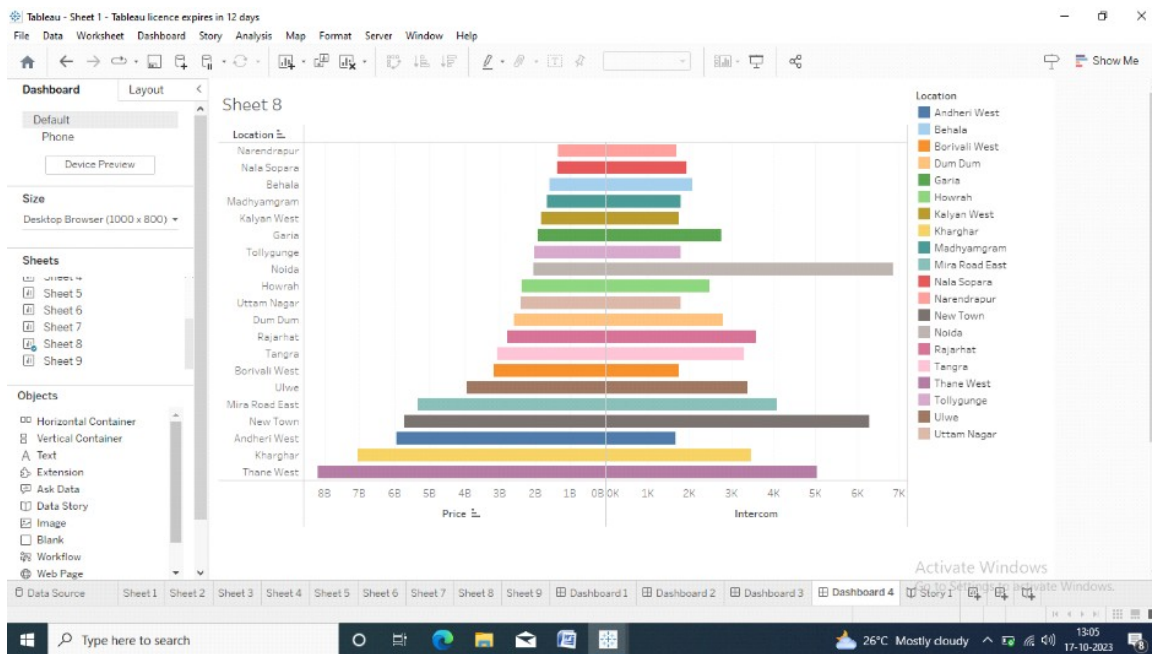 Tableau - Sheet 1 - Tableau licence expires in 12 days
File Data Worksheet Dashboard Story Analysis Map Format Server Window Help
Show Me
Dashboard Layout
Default
Phone
Device Preview
Size
Desktop Browser (1000 x 800)
Sheets
Sheet 4
Sheet 5
Sheet 6
Sheet 7
Sheet 8
Sheet 9
Objects
Horizontal Container
Vertical Container
A Text
Extension
Ask Data
Data Story
Image
Blank
Workflow
Web Page
Sheet 8
Location
Narendrapur
Nala Sopara
Behala
Madhyamgram
Kalyan West
Garia
Tollygunge
Noida
Howrah
Uttam Nagar
Dum Dum
Rajarhat
Tangra
Borivali West
Ulwe
Mira Road East
New Town
Andheri West
Kharghar
Thane West
8B 7B 6B 5B 4B 3B 2B 1B 0B 0K 1K 2K 3K 4K 5K 6K 7K
Price Intercom
Location
Andheri West
Behala
Borivali West
Dum Dum
Garia
Howrah
Kalyan West
Kharghar
Madhyamgram
Mira Road East
Nala Sopara
Narendrapur
New Town
Noida
Rajarhat
Tangra
Thane West
Tollygunge
Ulwe
Uttam Nagar
Activate Windows
Go to Settings to activate Windows.
Data Source Sheet 1 Sheet 2 Sheet 3 Sheet 4 Sheet 5 Sheet 6 Sheet 7 Sheet 8 Sheet 9 Dashboard 1 Dashboard 2 Dashboard 3 Dashboard 4 Story 1
Type here to search
26°C Mostly cloudy
13:05
17-10-2023
8